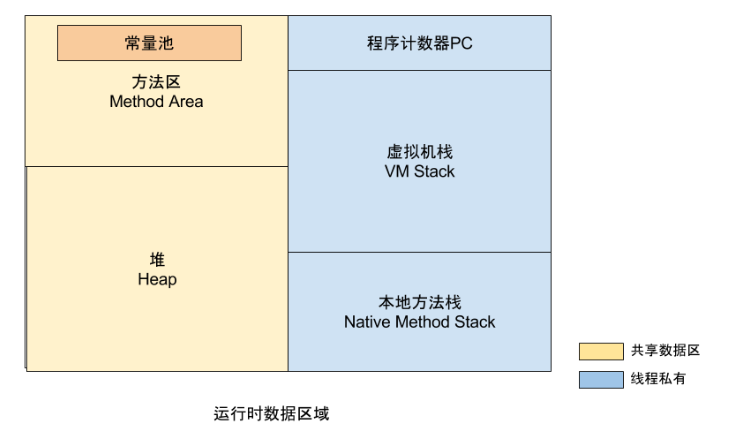 常量池
方法区
Method Area
堆
Heap
程序计数器PC
虚拟机栈
VM Stack
本地方法栈
Native Method Stack
共享数据区
线程私有
运行时数据区域